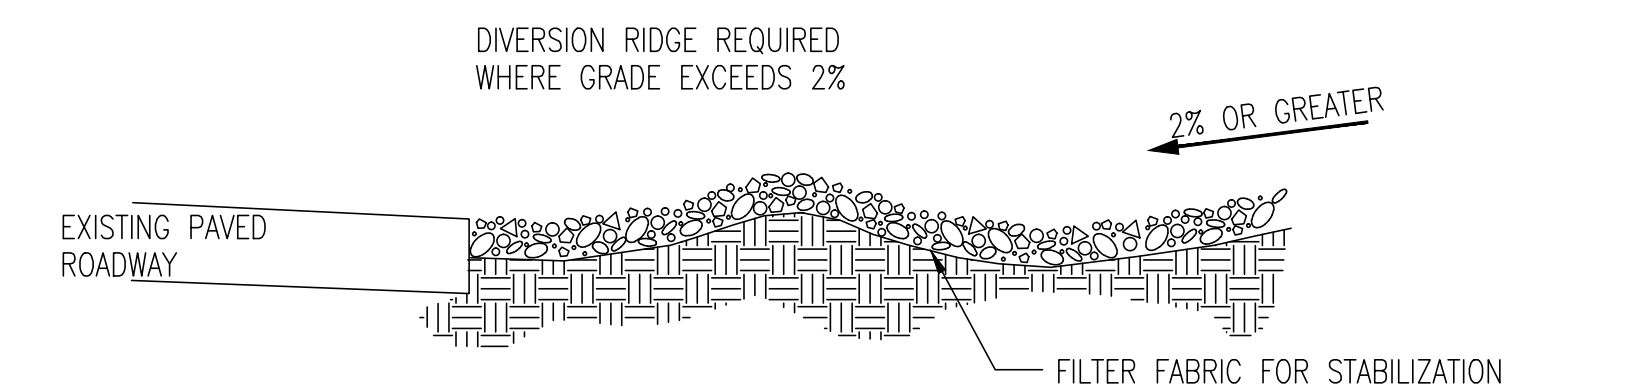 DIVERSION RIDGE REQUIRED
WHERE GRADE EXCEEDS 2%
2% OR GREATER
EXISTING PAVED
ROADWAY
FILTER FABRIC FOR STABILIZATION